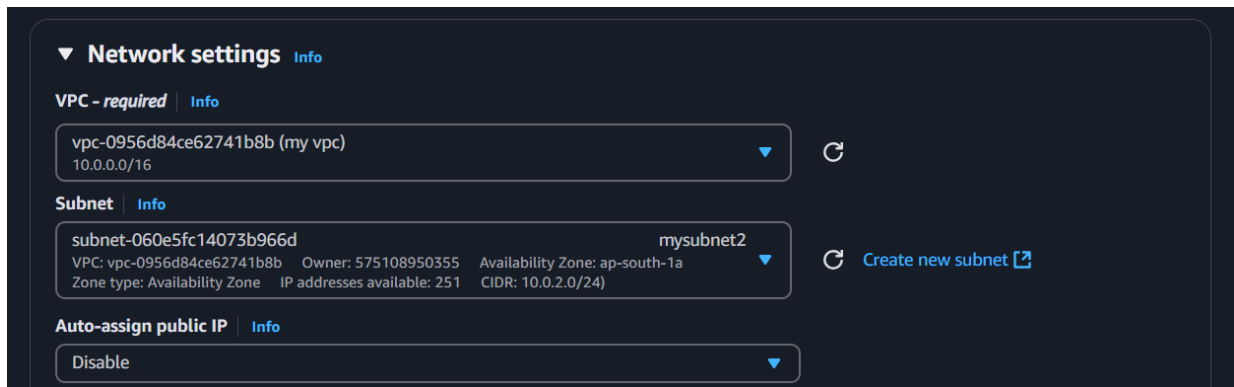 Network settings Info
VPC - required Info
vpc-0956d84ce62741b8b (my vpc)
10.0.0.0/16
Subnet Info
subnet-060e5fc14073b966d mysubnet2
VPC: vpc-0956d84ce62741b8b Owner: 575108950355 Availability Zone: ap-south-1a
Zone type: Availability Zone IP addresses available: 251 CIDR: 10.0.2.0/24)
Create new subnet
Auto-assign public IP Info
Disable